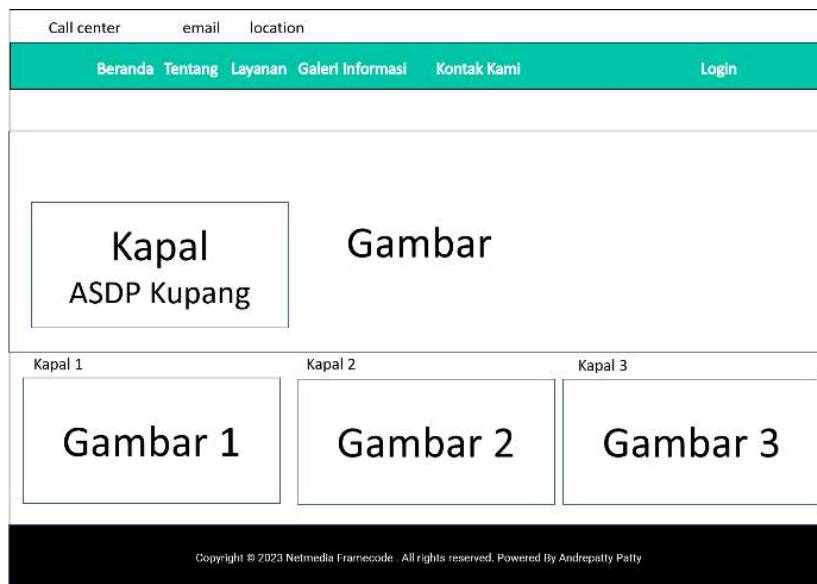 Call center email location
Beranda Tentang Layanan Galeri Informasi Kontak Kami Login
Kapal
ASDP Kupang
Gambar
Kapal 1 Kapal 2 Kapal 3
Gambar 1 Gambar 2 Gambar 3
Copyright © 2023 Netmedia Framecode . All rights reserved. Powered By Andrepatty Patty